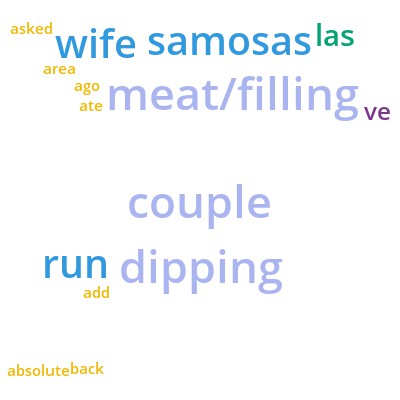 asked wife samosas las
area
ago meat/filling
ate ve
couple
run dipping
add
absolute back